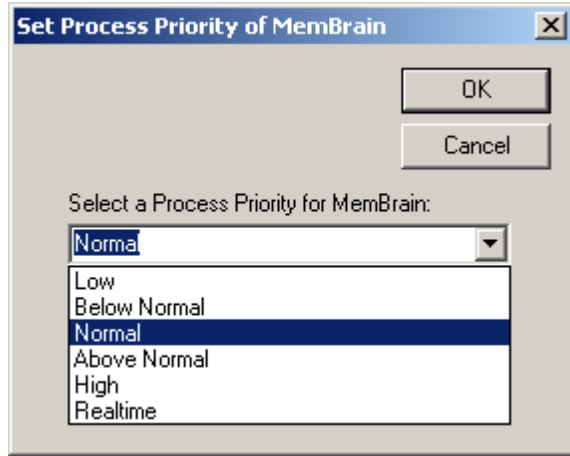 Set Process Priority of MemBrain
OK
Cancel
Select a Process Priority for MemBrain:
Normal
Low
Below Normal
Normal
Above Normal
High
Realtime